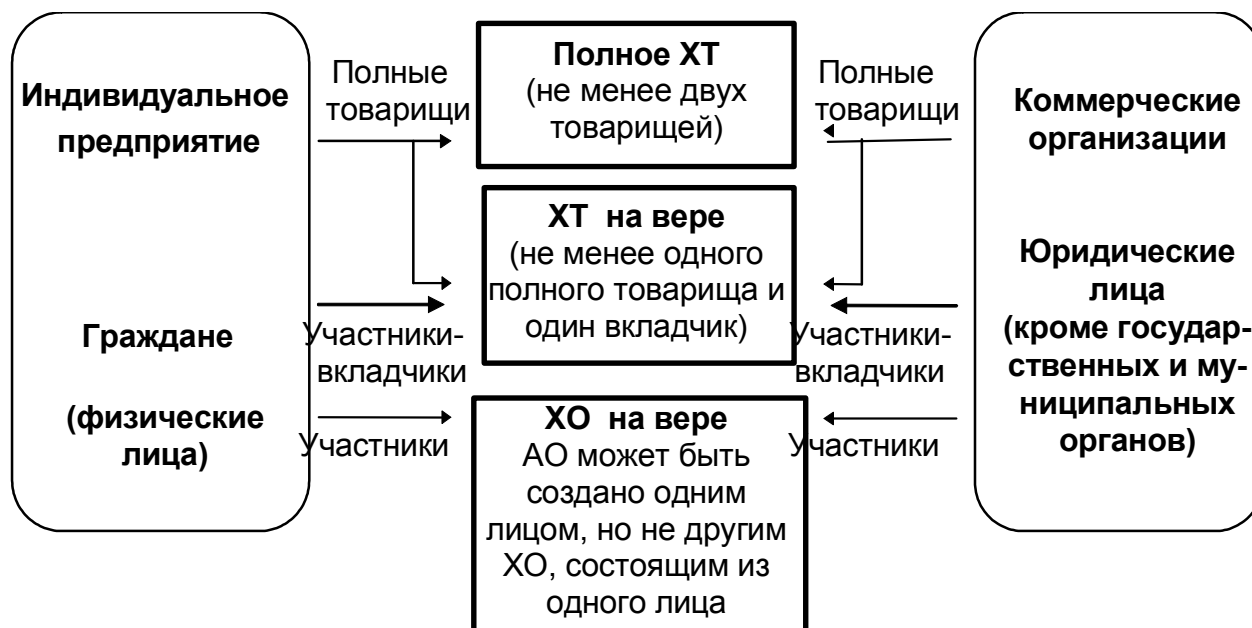 Индивидуальное
предприятие
Граждане
(физические
лица)
Полные
товарищи
Участники-
вкладчики
Участники
Полное ХТ
(не менее двух
товарищей)
ХТ на вере
(не менее одного
полного товарища и
один вкладчик)
ХО на вере
АО может быть
создано одним
лицом, но не другим
ХО, состоящим из
одного лица
Полные
товарищи
Участники-
вкладчики
Участники
Коммерческие
организации
Юридические
лица
(кроме государ-
ственных и му-
ниципальных
органов)